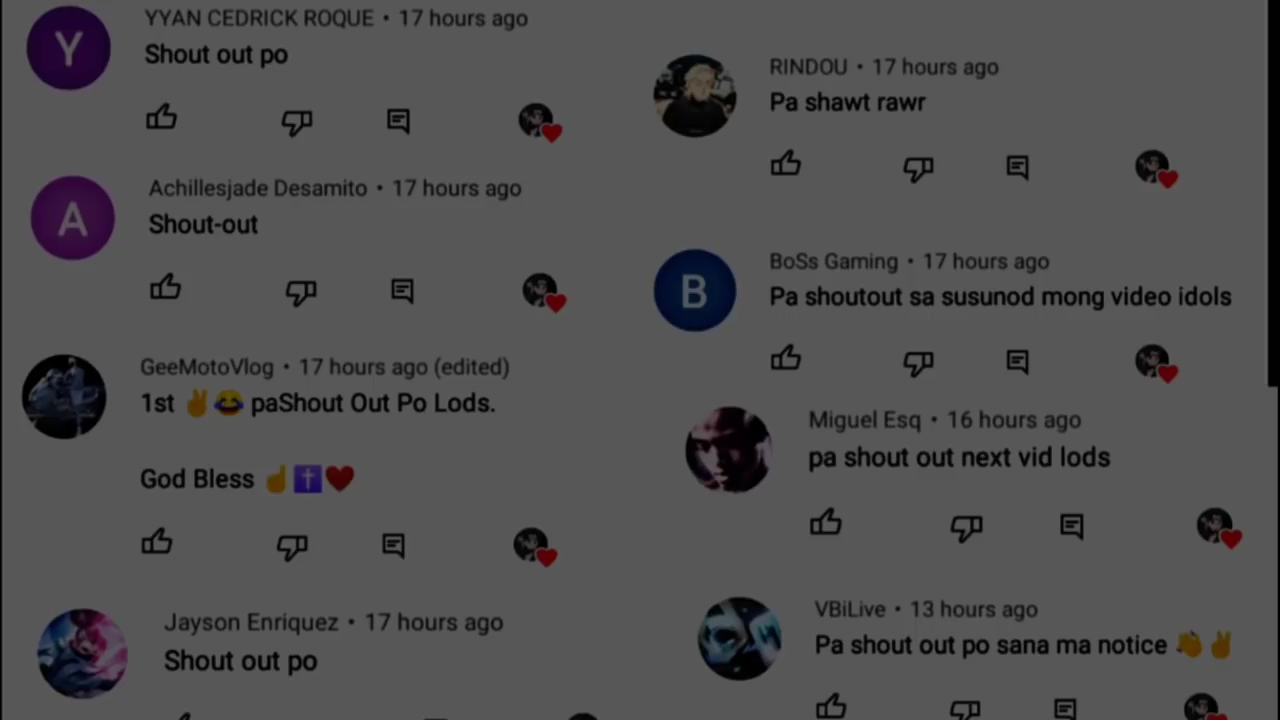 YYAN CEDRICK ROQUE • 17 hours ago
Shout out po
Achillesjade Desamito • 17 hours ago
Shout-out
GeeMotoVlog • 17 hours ago (edited)
1st ✌️😂 paShout Out Po Lods.
God Bless ☝️✝️❤️
Jayson Enriquez • 17 hours ago
Shout out po
RINDOU • 17 hours ago
Pa shawt rawr
BoSs Gaming • 17 hours ago
Pa shoutout sa susunod mong video idols
Miguel Esq • 16 hours ago
pa shout out next vid lods
VBiLive • 13 hours ago
Pa shout out po sana ma notice 👏✌️
Y
A
B